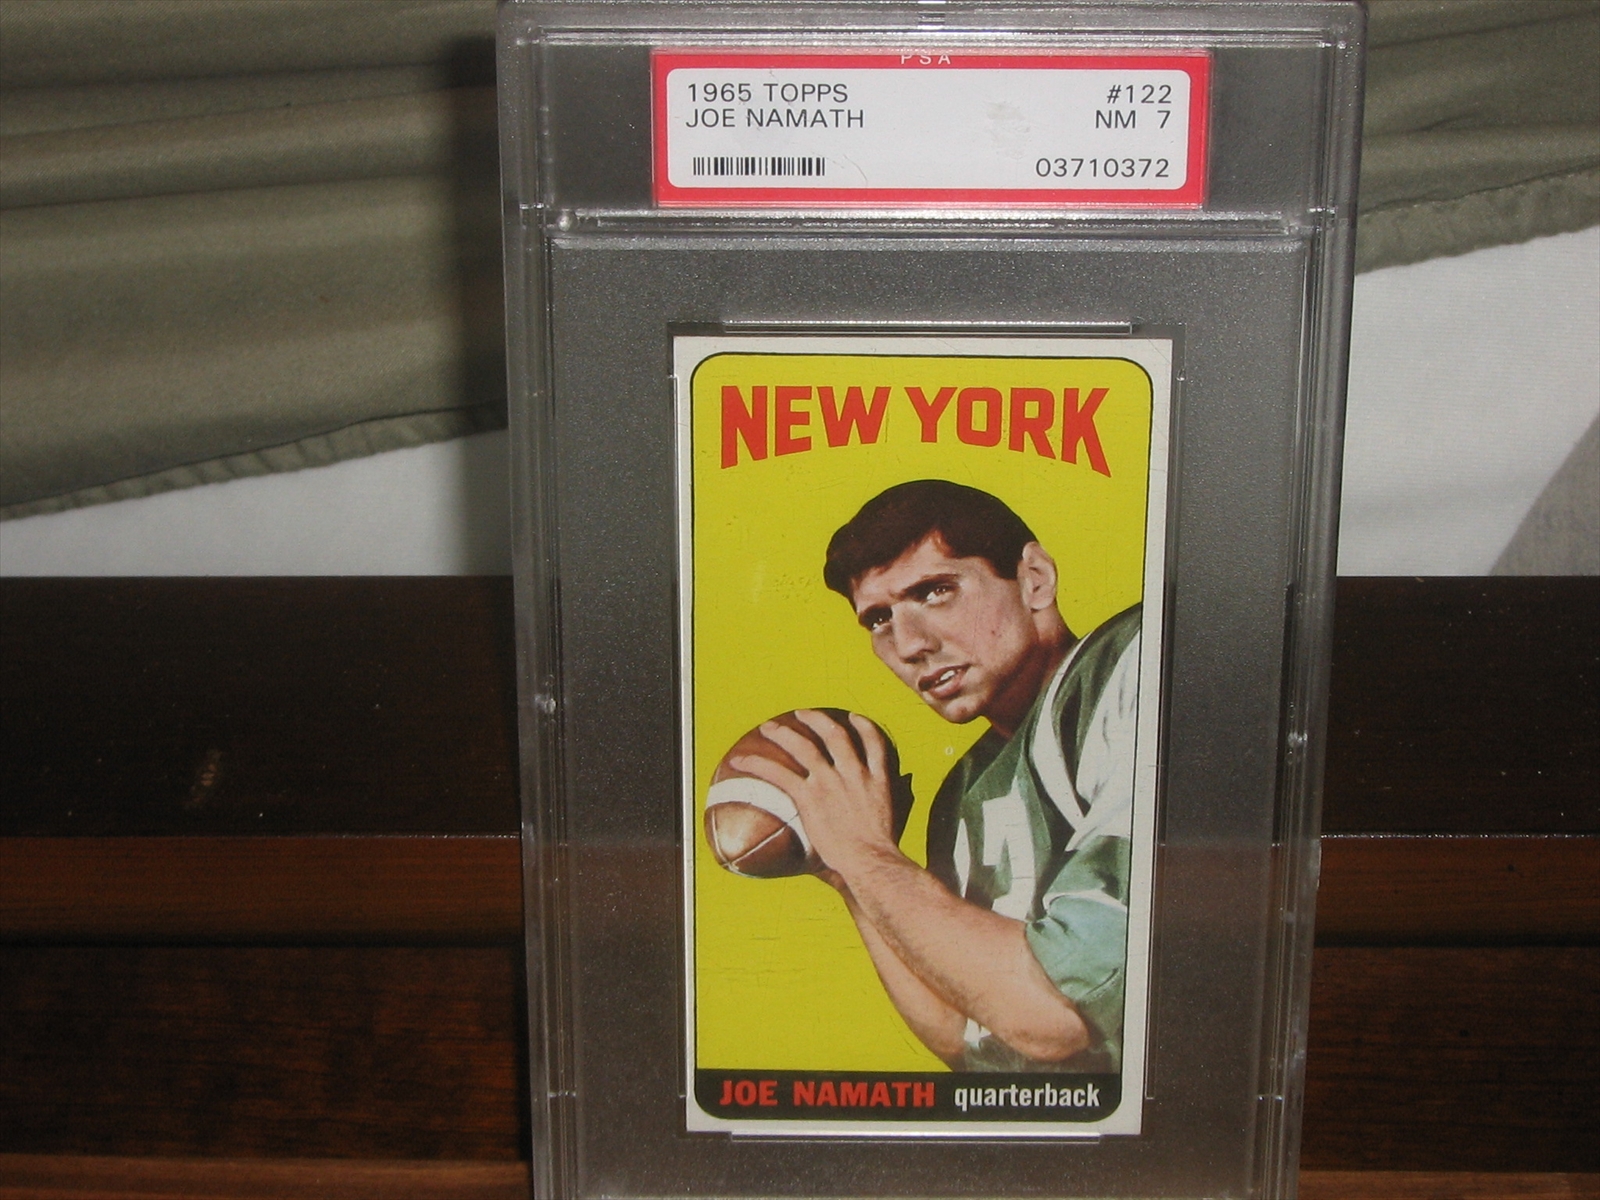 PSA
1965 TOPPS #122
JOE NAMATH NM 7
03710372
NEW YORK
JOE NAMATH quarterback